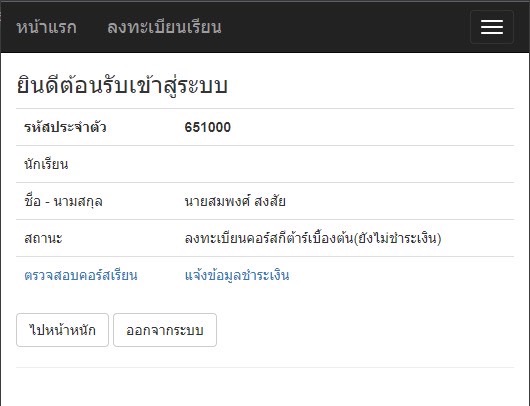 หน้าแรก ลงทะเบียนเรียน
ยินดีต้อนรับเข้าสู่ระบบ
รหัสประจำตัว 651000
นักเรียน
ชื่อ - นามสกุล นายสมพงศ์ สงสัย
สถานะ ลงทะเบียนคอร์สกีต้าร์เบื้องต้น(ยังไม่ชำระเงิน)
ตรวจสอบคอร์สเรียน แจ้งข้อมูลชำระเงิน
ไปหน้าหนัก ออกจากระบบ